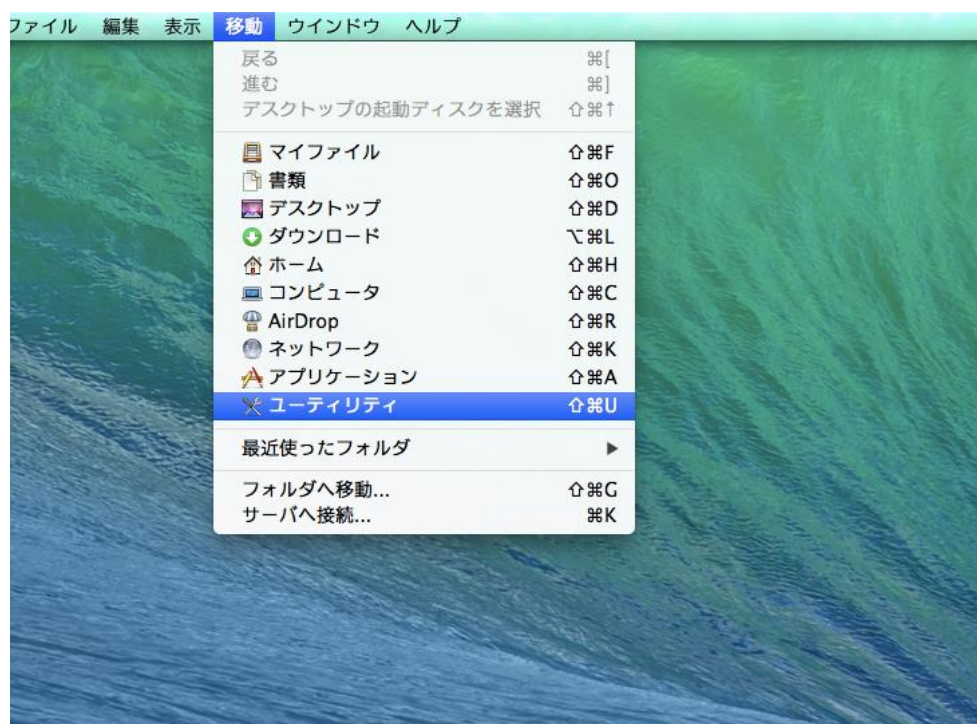 ファイル 編集 表示 移動 ウインドウ ヘルプ
戻る ⌘[
進む ⌘]
デスクトップの起動ディスクを選択 ⇧⌘↑
マイファイル ⇧⌘F
書類 ⇧⌘O
デスクトップ ⇧⌘D
ダウンロード ⌥⌘L
ホーム ⇧⌘H
コンピュータ ⇧⌘C
AirDrop ⇧⌘R
ネットワーク ⇧⌘K
アプリケーション ⇧⌘A
ユーティリティ ⇧⌘U
最近使ったフォルダ ▶
フォルダへ移動... ⇧⌘G
サーバへ接続... ⌘K